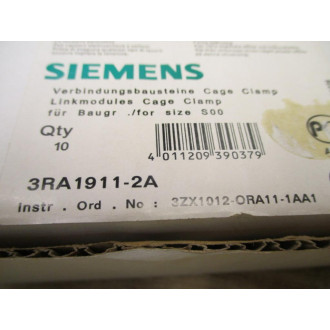 SIEMENS
Verbindungsbausteine Cage Clamp
Linkmodules Cage Clamp
für Baugr ./for size S00
Qty
10
4 011209 390379
3RA1911-2A
Instr . Ord . No : 3ZX1012-ORA11-1AA1